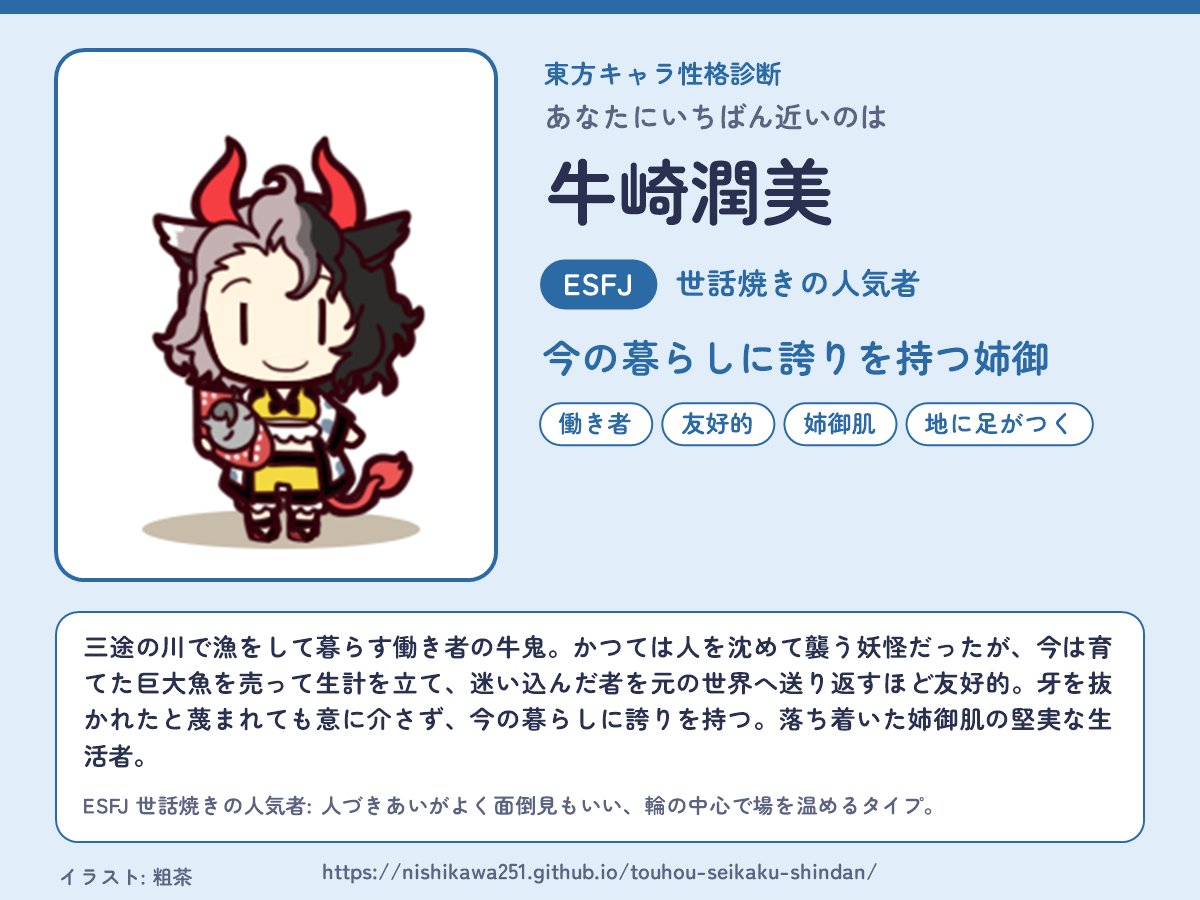 東方キャラ性格診断
あなたにいちばん近いのは
牛崎潤美
ESFJ 世話焼きの人気者
今の暮らしに誇りを持つ姉御
働き者 友好的 姉御肌 地に足がつく
三途の川で漁をして暮らす働き者の牛鬼。かつては人を沈めて襲う妖怪だったが、今は育
てた巨大魚を売って生計を立て、迷い込んだ者を元の世界へ送り返すほど友好的。牙を抜
かれたと蔑まれても意に介さず、今の暮らしに誇りを持つ。落ち着いた姉御肌の堅実な生
活者。
ESFJ 世話焼きの人気者: 人づきあいがよく面倒見もいい、輪の中心で場を温めるタイプ。
イラスト: 粗茶
https://nishikawa251.github.io/touhou-seikaku-shindan/